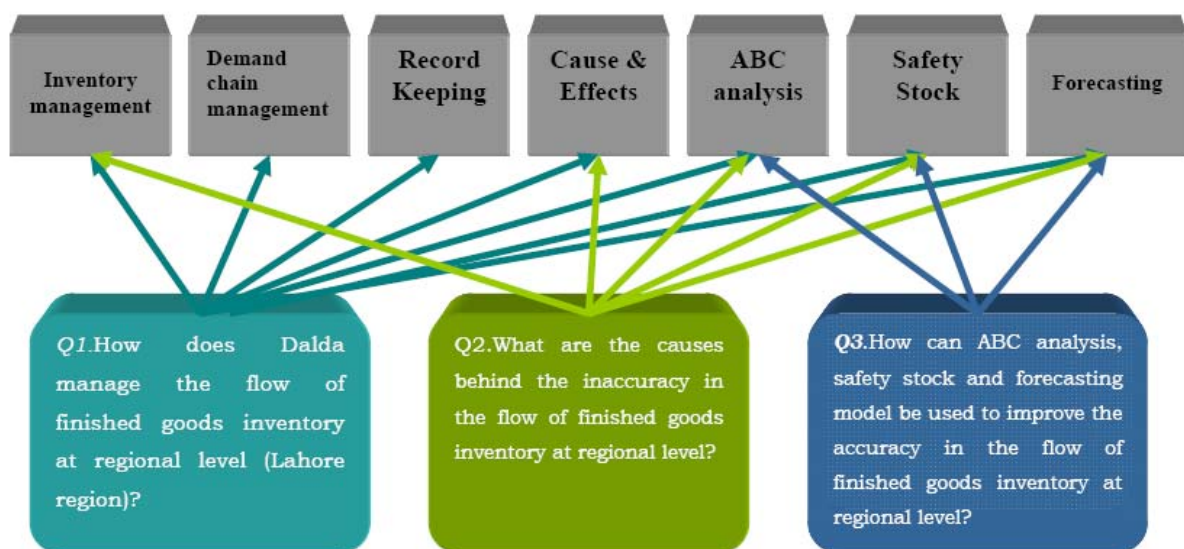 Inventory
management
Demand
chain
management
Record
Keeping
Cause &
Effects
ABC
analysis
Safety
Stock
Forecasting
Q1.How does Dalda
manage the flow of
finished goods inventory
at regional level (Lahore
region)?
Q2.What are the causes
behind the inaccuracy in
the flow of finished goods
inventory at regional level?
Q3.How can ABC analysis,
safety stock and forecasting
model be used to improve the
accuracy in the flow of
finished goods inventory at
regional level?